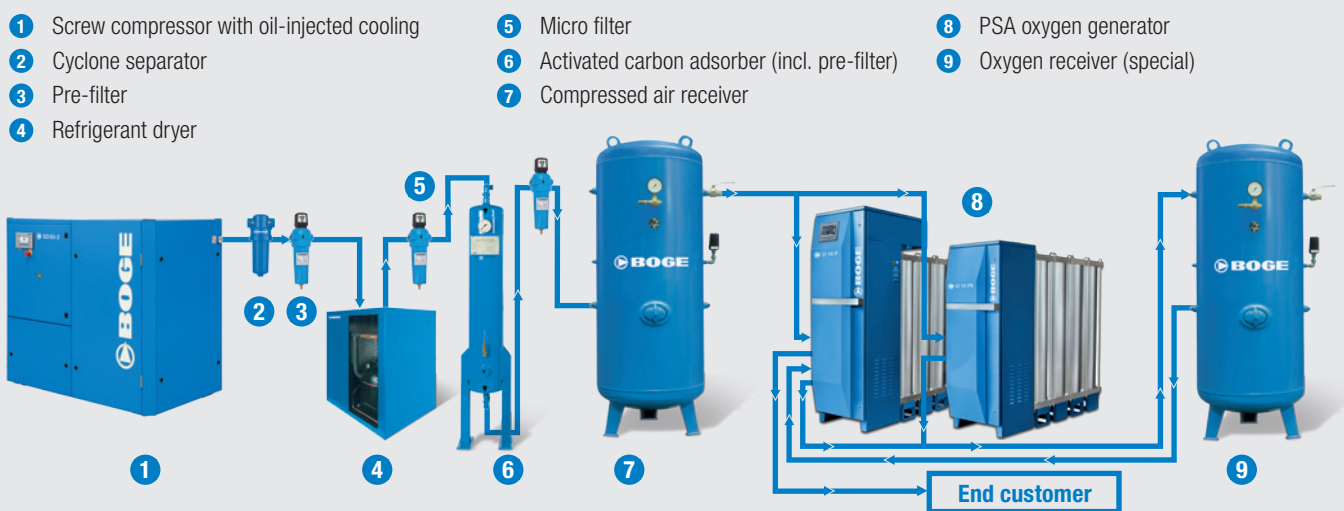 1 Screw compressor with oil-injected cooling
2 Cyclone separator
3 Pre-filter
4 Refrigerant dryer
5 Micro filter
6 Activated carbon adsorber (incl. pre-filter)
7 Compressed air receiver
8 PSA oxygen generator
9 Oxygen receiver (special)
BOGE
1
2
3
4
5
6
BOGE
7
BOGE
O 10 P
BOGE
8
BOGE
9
End customer